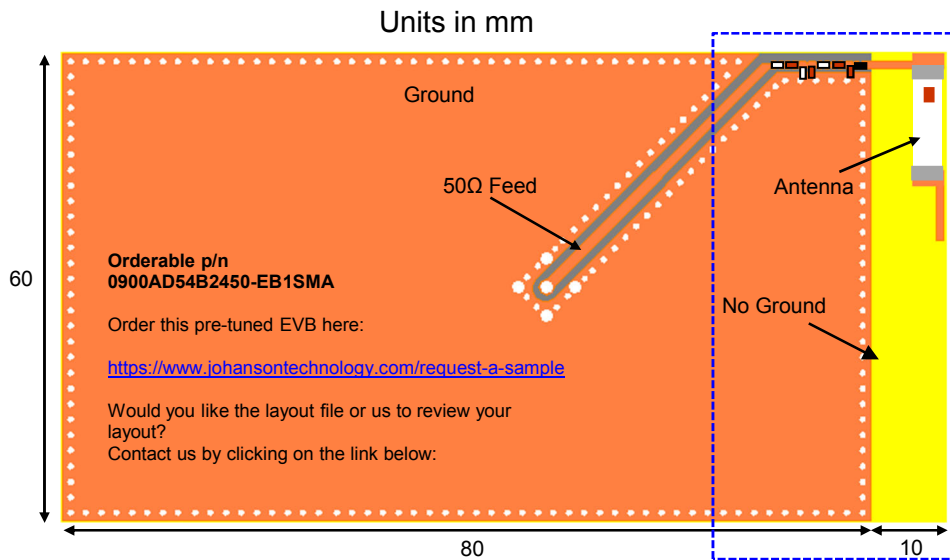 Units in mm
Ground
50Ω Feed
Antenna
60
Orderable p/n
0900AD54B2450-EB1SMA
No Ground
Order this pre-tuned EVB here:
https://www.johansontechnology.com/request-a-sample
Would you like the layout file or us to review your
layout?
Contact us by clicking on the link below:
80
10